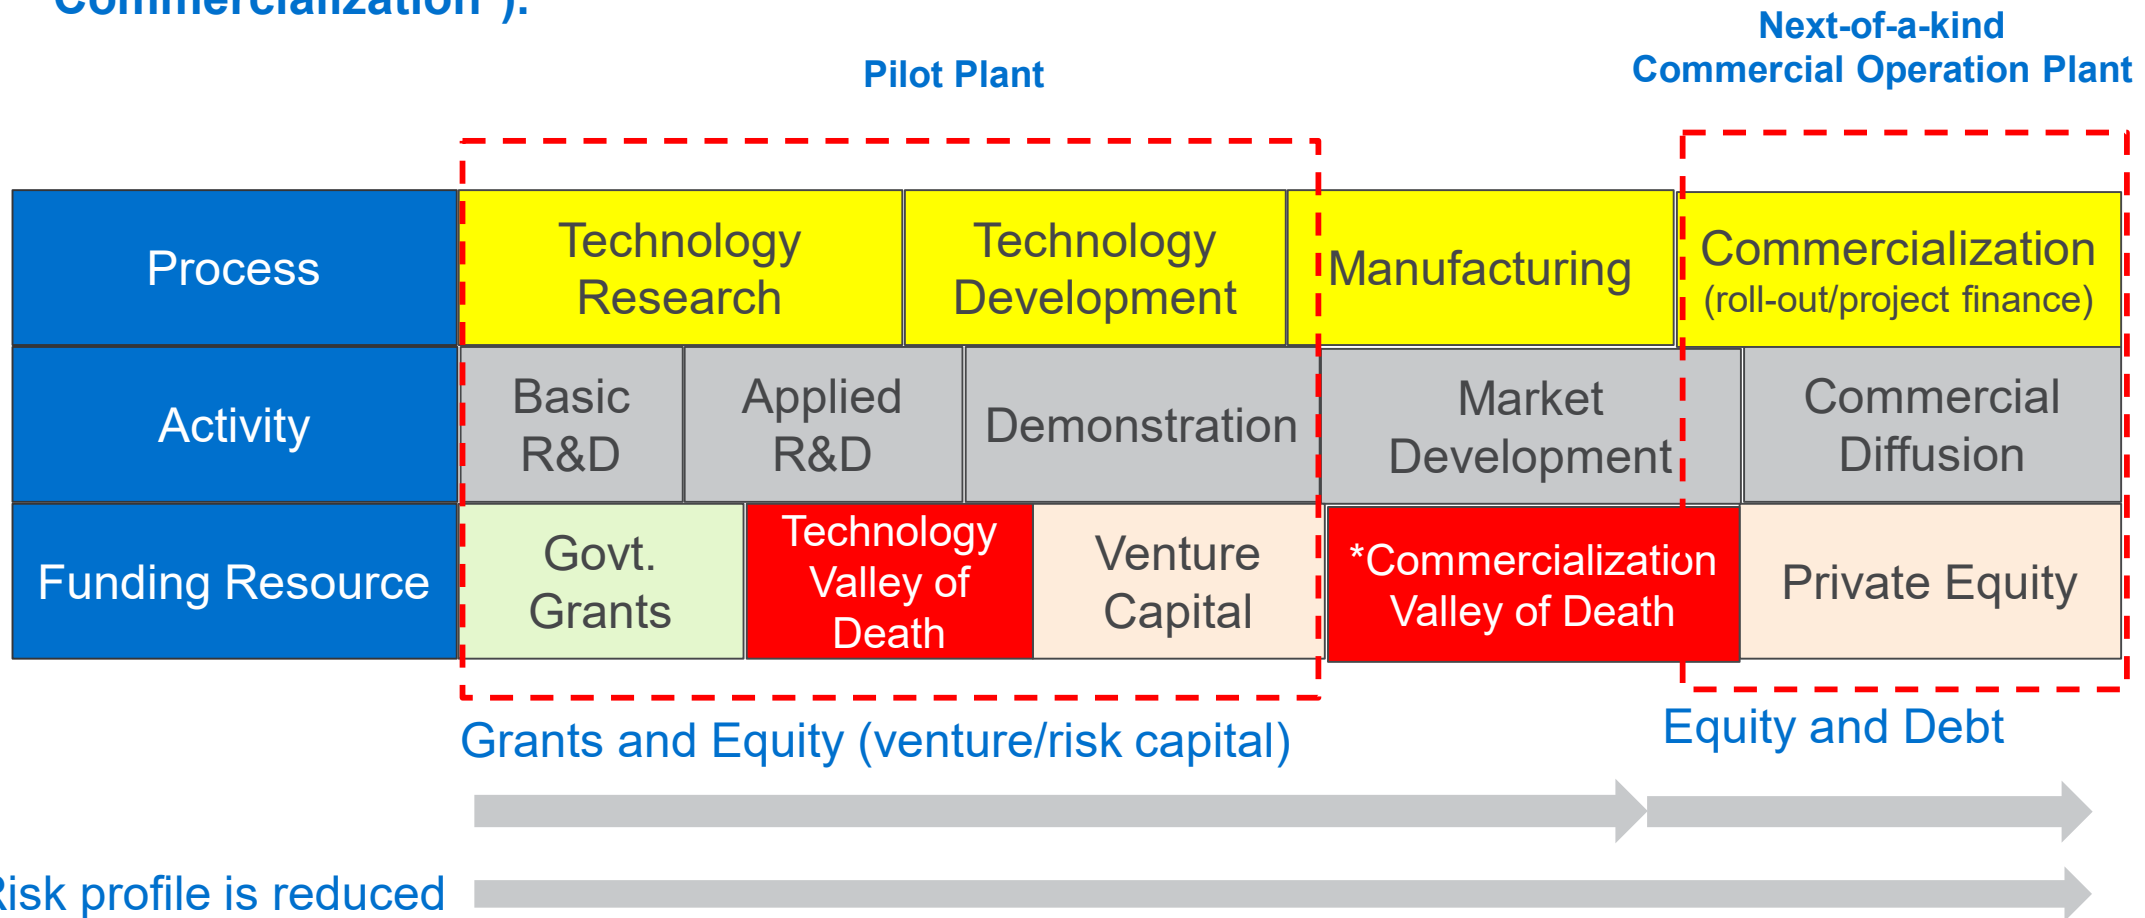 Commercialization").
Next-of-a-kind
Commercial Operation Plant
Pilot Plant
Process
Technology
Research
Technology
Development
Manufacturing
Commercialization
(roll-out/project finance)
Activity
Basic
R&D
Applied
R&D
Demonstration
Market
Development
Commercial
Diffusion
Funding Resource
Govt.
Grants
Technology
Valley of
Death
Venture
Capital
*Commercialization
Valley of Death
Private Equity
Grants and Equity (venture/risk capital)
Equity and Debt
Risk profile is reduced